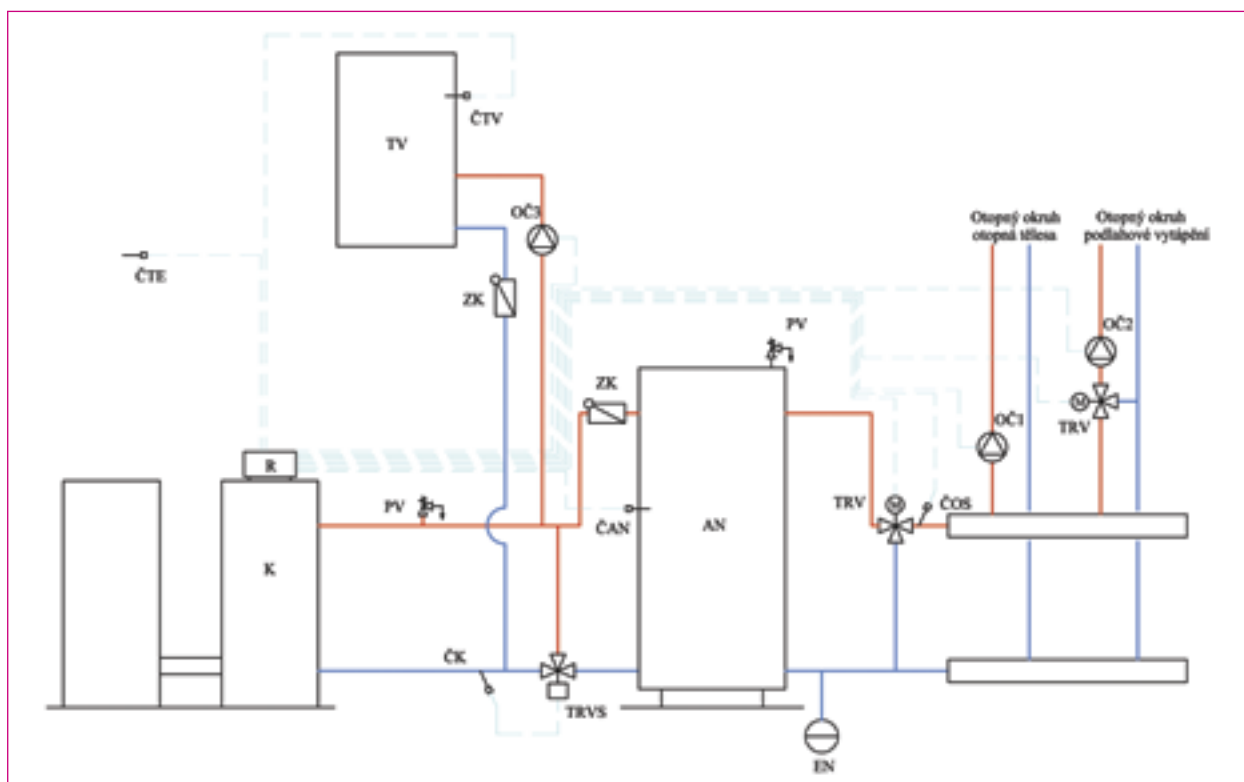 ČTV
TV
OČ3
Otopný okruh
otopná tělesa
Otopný okruh
podlahové vytápění
ČTE
ZK
PV
OČ2
ZK
M
TRV
OČ1
R
PV
TRV
M
ČOS
ČAN
AN
K
ČK
TRVS
EN